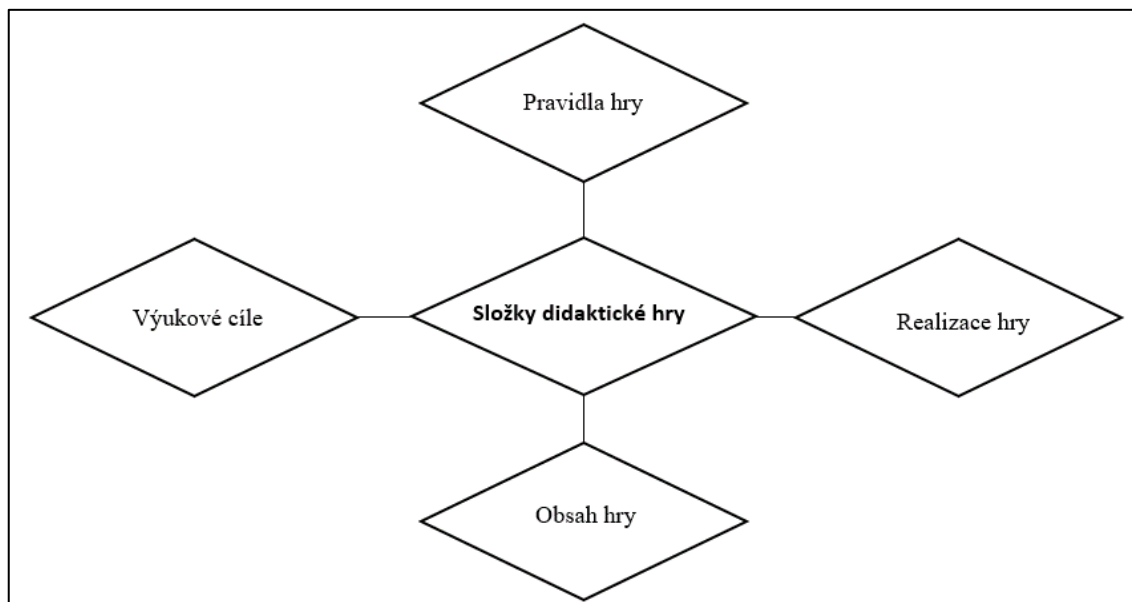 Pravidla hry
Výukové cíle
Složky didaktické hry
Realizace hry
Obsah hry